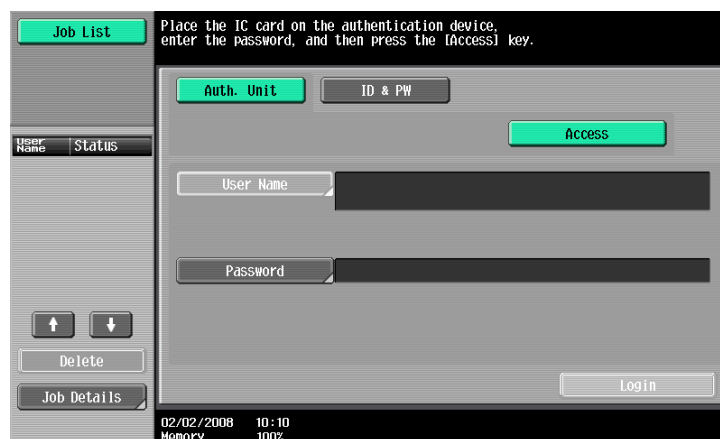 Job List
Place the IC card on the authentication device,
enter the password, and then press the [Access] key.
Auth. Unit
ID & PW
Access
User Name
Status
User Name
Password
Delete
Job Details
Login
02/02/2008 10:10
Memory 100%